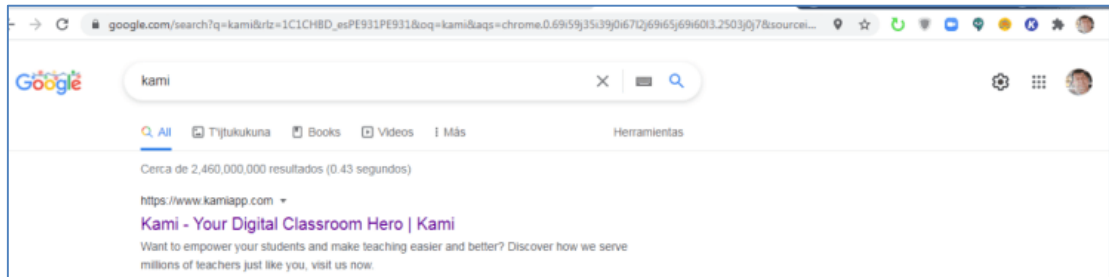 google.com/search?q=kami&rlz=1C1CHBD_esPE931PE931&oq=kami&aqs=chrome.0.69i59j35i39j0i67l2j69i65j69i60l3.2503j0j7&sourcei...
Google
kami
All T'ijtukukuna Books Videos Más Herramientas
Cerca de 2,460,000,000 resultados (0.43 segundos)
https://www.kamiapp.com
Kami - Your Digital Classroom Hero | Kami
Want to empower your students and make teaching easier and better? Discover how we serve
millions of teachers just like you, visit us now.